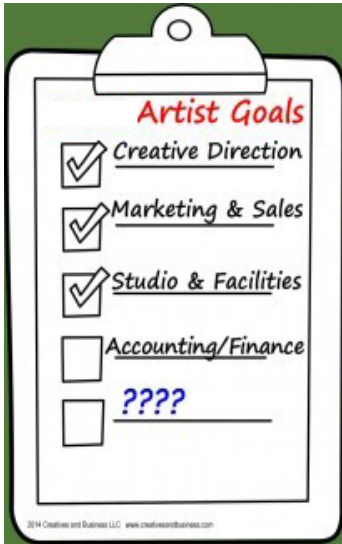 Artist Goals
Creative Direction
Marketing & Sales
Studio & Facilities
Accounting/Finance
????
2014 Creatives and Business LLC www.creativesandbusiness.com